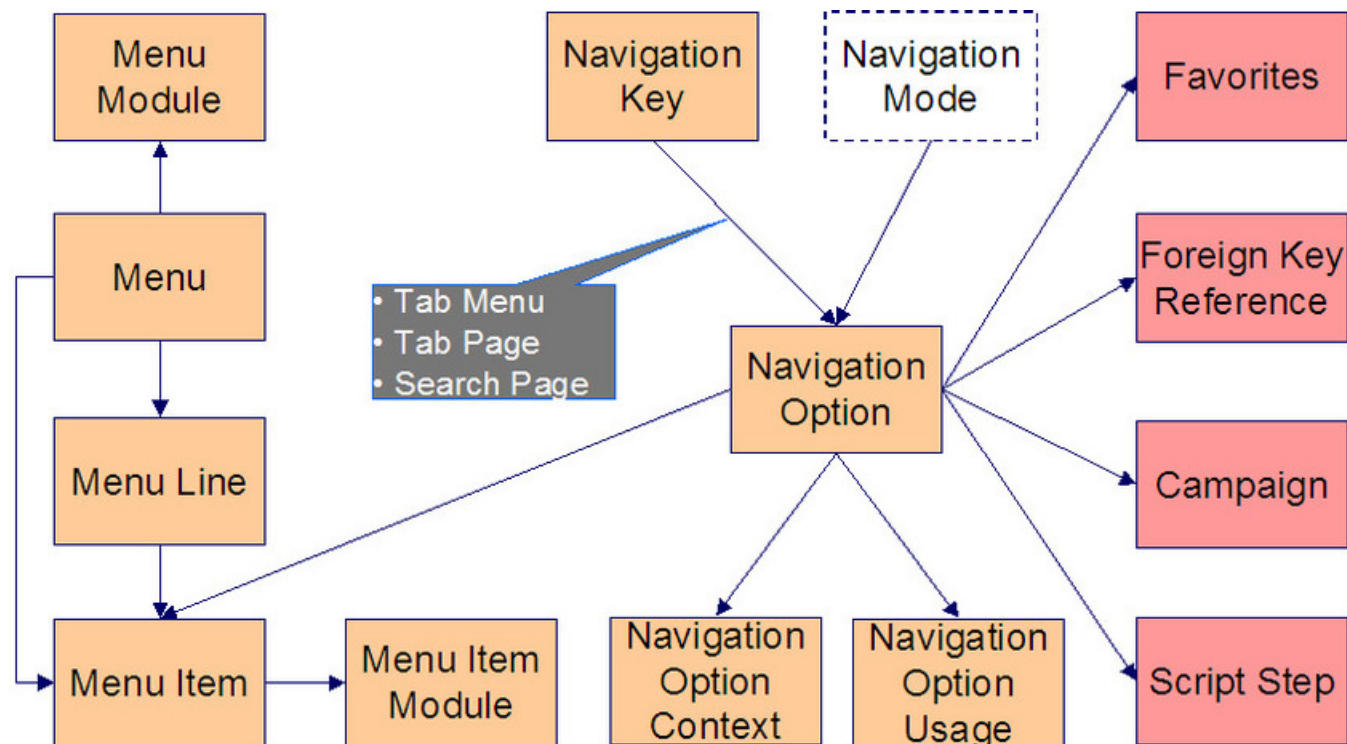 Menu
Module
Navigation
Key
Navigation
Mode
Favorites
Menu
Foreign Key
Reference
• Tab Menu
• Tab Page
• Search Page
Navigation
Option
Menu Line
Campaign
Menu Item
Menu Item
Module
Navigation
Option
Context
Navigation
Option
Usage
Script Step